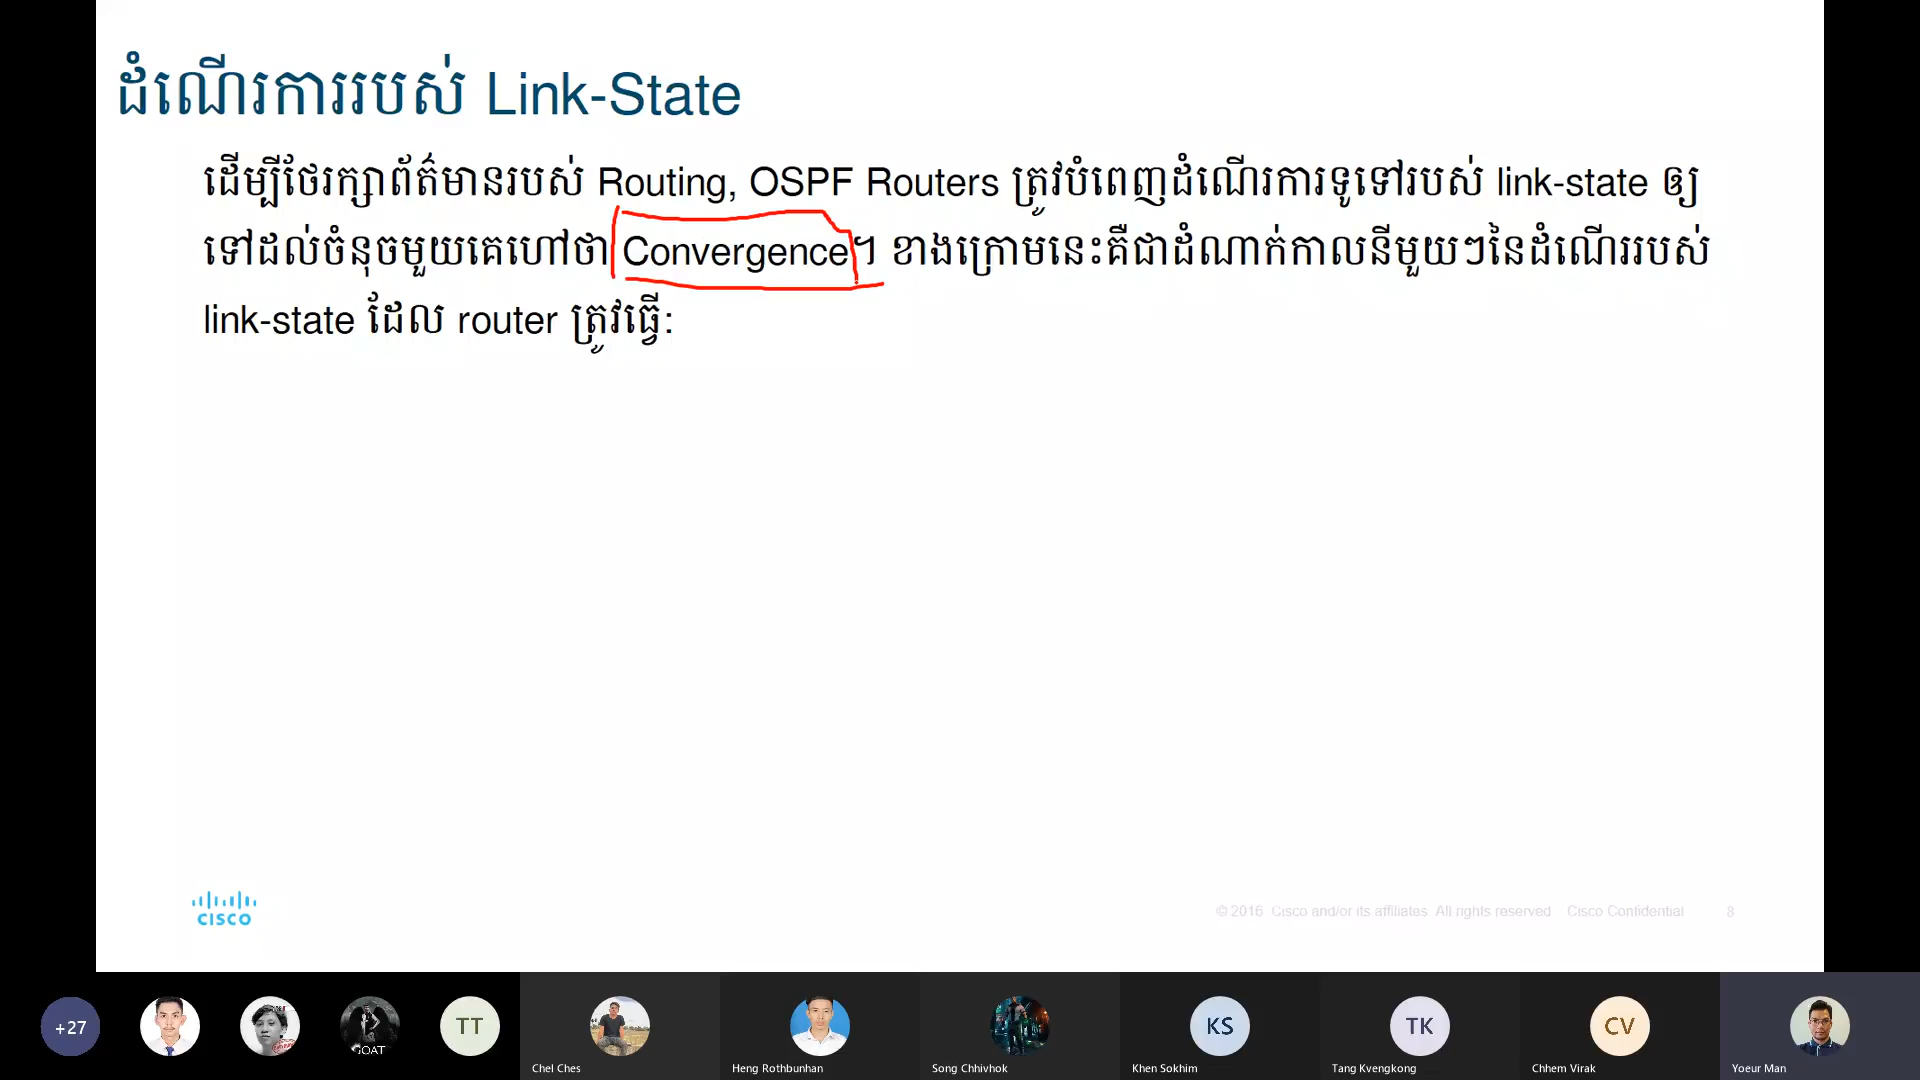 ដំណើរការរបស់ Link-State
ដើម្បីថែរក្សាព័ត៌មានរបស់ Routing, OSPF Routers ត្រូវបំពេញដំណើរការទូទៅរបស់ link-state ឲ្យ
ទៅដល់ចំនុចមួយគេហៅថា Convergence។ ខាងក្រោមនេះគឺជាដំណាក់កាលនីមួយៗនៃដំណើររបស់
link-state ដែល router ត្រូវធ្វើ:
CISCO
© 2016 Cisco and/or its affiliates. All rights reserved. Cisco Confidential 8
+27
GOAT
TT
KS
TK
CV
Chel Ches
Heng Rothbunhan
Song Chhivhok
Khen Sokhim
Tang Kvengkong
Chhem Virak
Yoeur Man